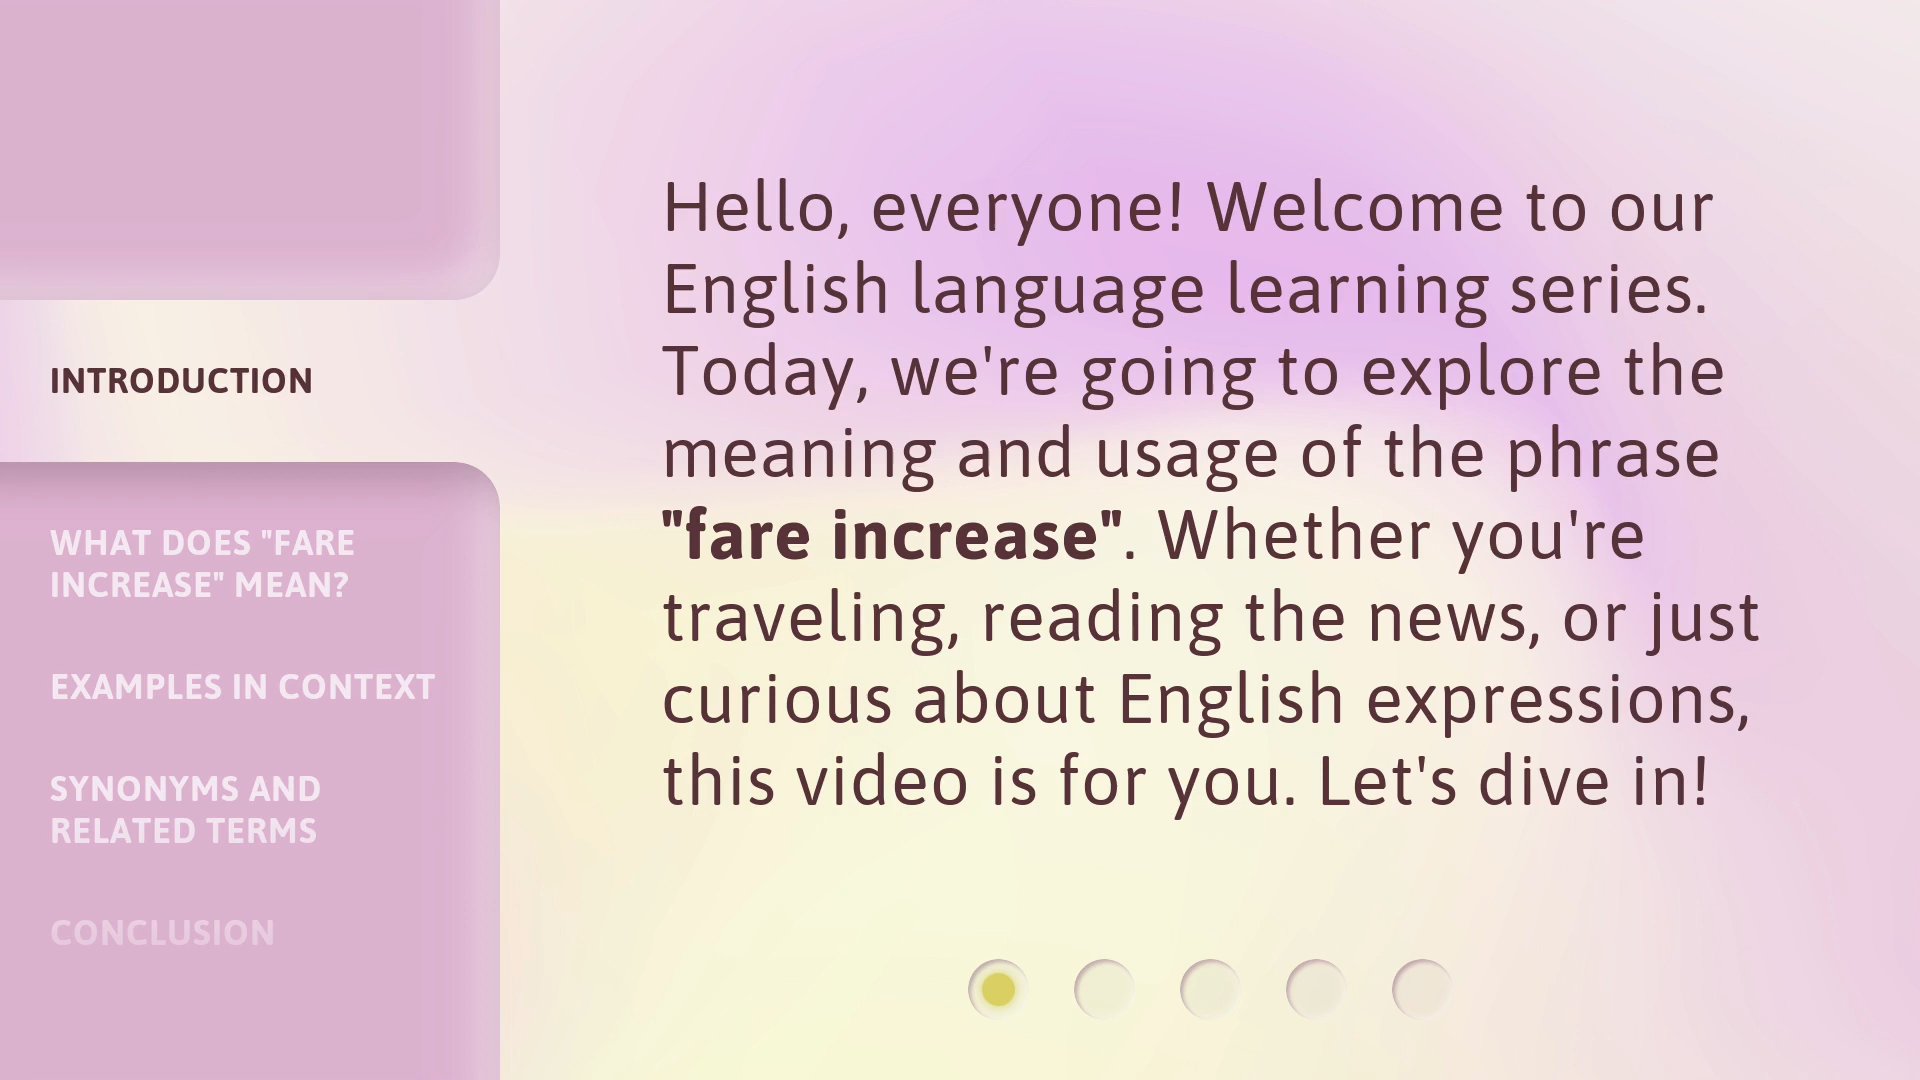 INTRODUCTION
WHAT DOES "FARE
INCREASE" MEAN?
EXAMPLES IN CONTEXT
SYNONYMS AND
RELATED TERMS
CONCLUSION
Hello, everyone! Welcome to our
English language learning series.
Today, we're going to explore the
meaning and usage of the phrase
"fare increase". Whether you're
traveling, reading the news, or just
curious about English expressions,
this video is for you. Let's dive in!